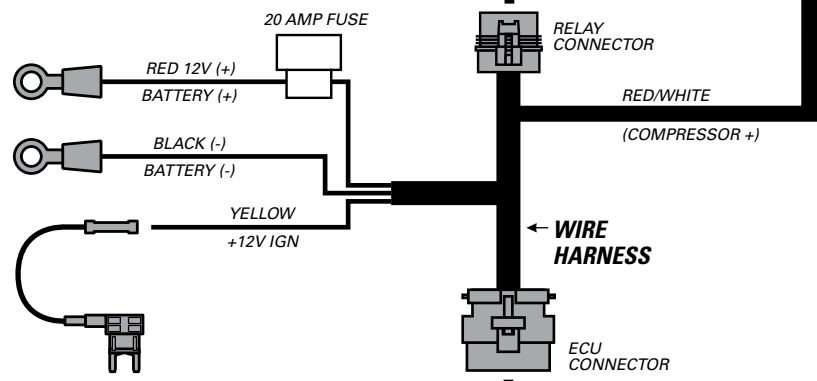 20 AMP FUSE
RELAY
CONNECTOR
RED 12V (+)
BATTERY (+)
RED/WHITE
(COMPRESSOR +)
BLACK (-)
BATTERY (-)
YELLOW
+12V IGN
WIRE
HARNESS
ECU
CONNECTOR